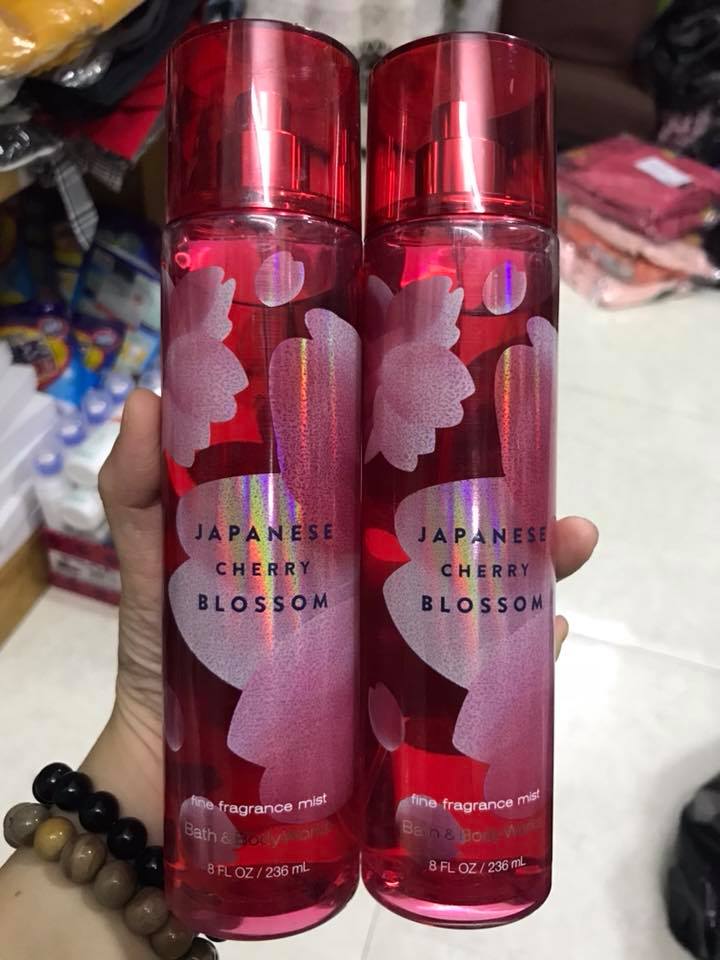 JAPANESE
CHERRY
BLOSSOM
fine fragrance mist
Bath & Body Works
8 FL OZ / 236 mL
JAPANESE
CHERRY
BLOSSOM
fine fragrance mist
Bath & Body Works
8 FL OZ / 236 mL